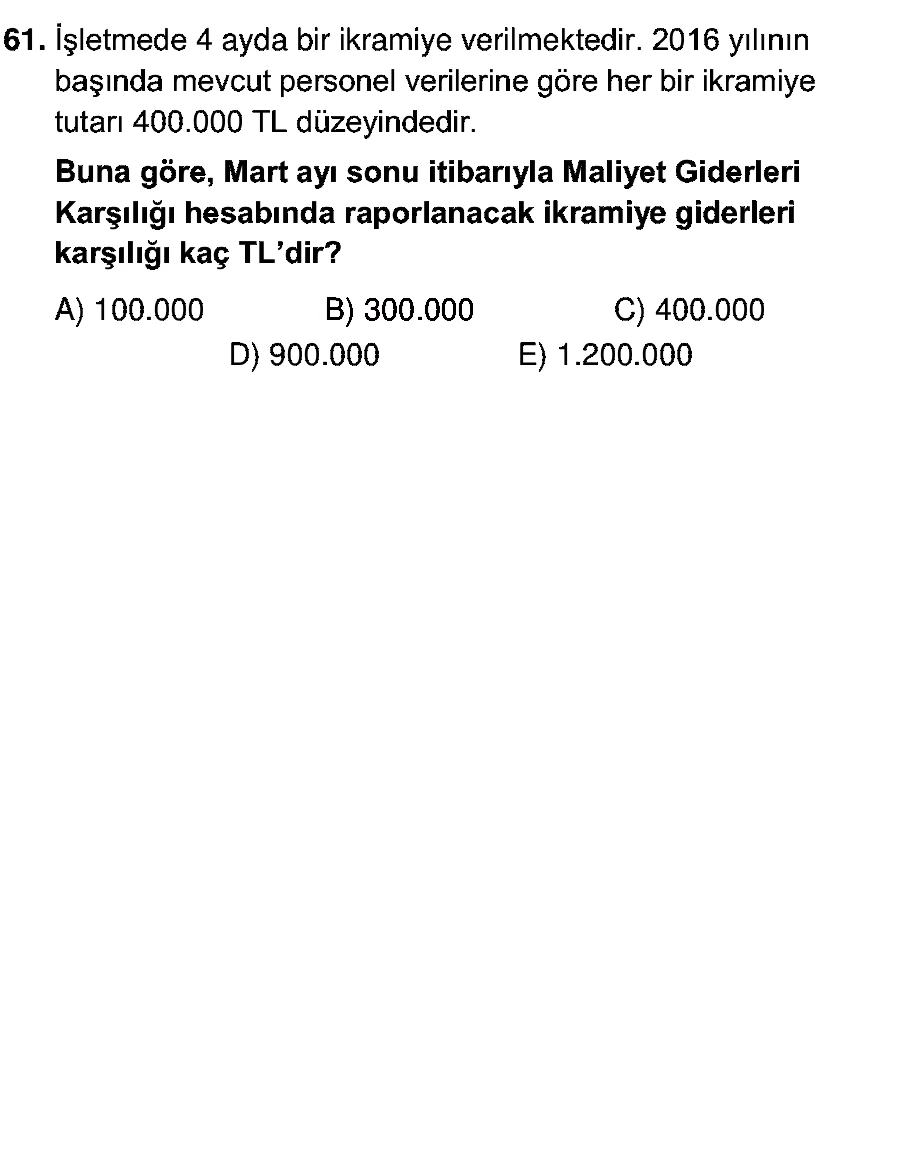 61. İşletmede 4 ayda bir ikramiye verilmektedir. 2016 yılının
başında mevcut personel verilerine göre her bir ikramiye
tutarı 400.000 TL düzeyindedir.
Buna göre, Mart ayı sonu itibarıyla Maliyet Giderleri
Karşılığı hesabında raporlanacak ikramiye giderleri
karşılığı kaç TL’dir?
A) 100.000 B) 300.000 C) 400.000
D) 900.000 E) 1.200.000